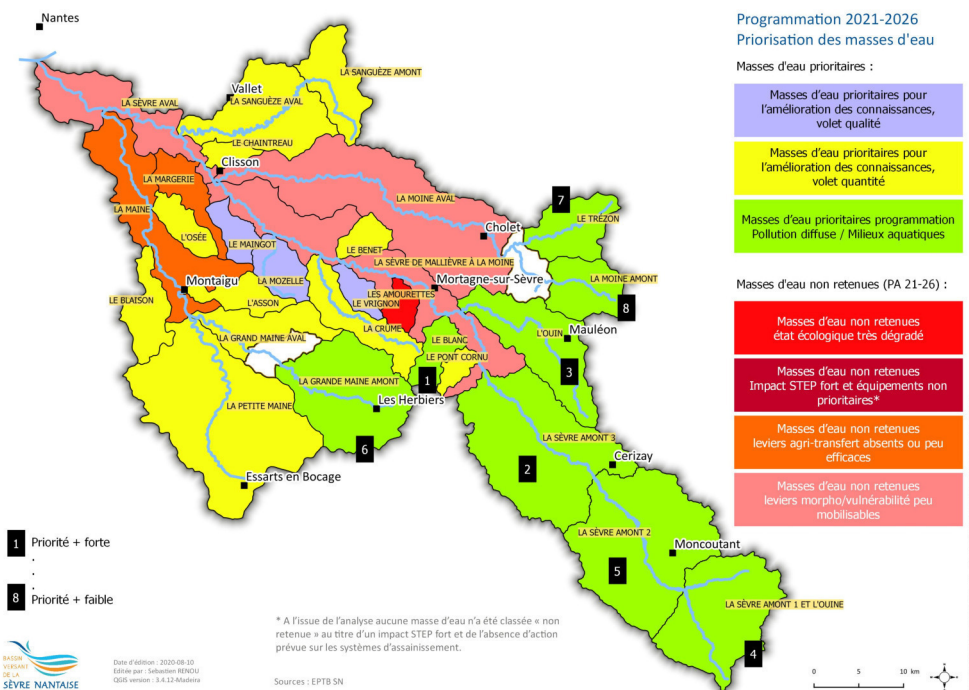 Nantes
Programmation 2021-2026
Priorisation des masses d'eau
Masses d'eau prioritaires :
Masses d'eau prioritaires pour
l'amélioration des connaissances,
volet qualité
Masses d'eau prioritaires pour
l'amélioration des connaissances,
volet quantité
Masses d'eau prioritaires programmation
Pollution diffuse / Milieux aquatiques
Masses d'eau non retenues (PA 21-26) :
Masses d'eau non retenues
état écologique très dégradé
Masses d'eau non retenues
Impact STEP fort et équipements non
prioritaires*
Masses d'eau non retenues
leviers agri-transfert absents ou peu
efficaces
Masses d'eau non retenues
leviers morpho/vulnérabilité peu
mobilisables
LA SANGUÈZE AMONT
Vallet
LA SANGUÈZE AVAL
LA SÈVRE AVAL
LE CHAINTREAU
Clisson
LA MARGERIE
LA MOINE AVAL
7
LE TRÉZON
LA MAINE
Cholet
L'OSÉE
LE MAINGOT
LE BENET
LA SÈVRE DE MALLIÈVRE À LA MOINE
LA MOINE AMONT
Montaigu
LA MOZELLE
Mortagne-sur-Sèvre
LE BLAISON
L'ASSON
LES AMOURETTES
LE VRIGNON
8
LA CRUME
L'OUIN
Mauléon
LA GRAND MAINE AVAL
LE BLANC
LE PONT CORNU
LA GRANDE MAINE AMONT
1
3
Les Herbiers
LA PETITE MAINE
6
LA SÈVRE AMONT 3
Cerizay
2
Essarts en Bocage
LA SÈVRE AMONT 2
Moncoutant
5
LA SÈVRE AMONT 1 ET L'OUINE
4
1 Priorité + forte
.
.
.
8 Priorité + faible
* A l'issue de l'analyse aucune masse d'eau n'a été classée « non
retenue » au titre d'un impact STEP fort et de l'absence d'action
prévue sur les systèmes d'assainissement.
BASSIN
VERSANT
DE LA
SÈVRE NANTAISE
Date d'édition : 2020-08-10
Editée par : Sebastien RENOU
QGIS version : 3.4.12-Madeira
Sources : EPTB SN
0 5 10 km